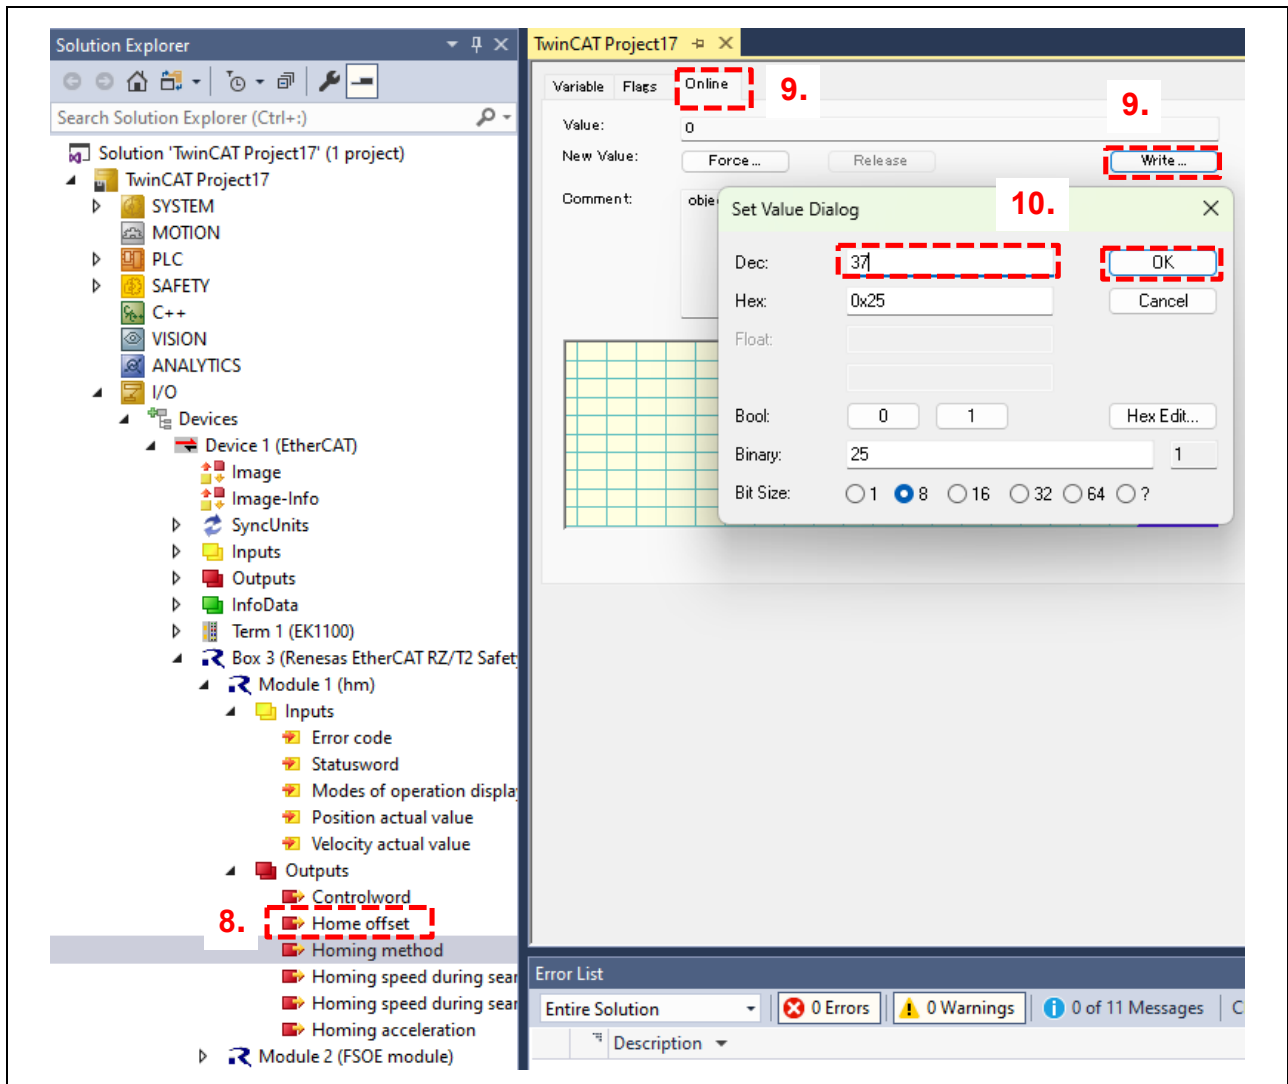 Solution Explorer
Search Solution Explorer (Ctrl+:)
Solution 'TwinCAT Project17' (1 project)
TwinCAT Project17
SYSTEM
MOTION
PLC
SAFETY
C++
VISION
ANALYTICS
I/O
Devices
Device 1 (EtherCAT)
Image
Image-Info
SyncUnits
Inputs
Outputs
InfoData
Term 1 (EK1100)
Box 3 (Renesas EtherCAT RZ/T2 Safet
Module 1 (hm)
Inputs
Error code
Statusword
Modes of operation displa
Position actual value
Velocity actual value
Outputs
Controlword
8. Home offset
Homing method
Homing speed during sear
Homing speed during sear
Homing acceleration
Module 2 (FSOE module)
TwinCAT Project17
Variable Flags Online 9.
Value: 0
9.
New Value: Force... Release Write...
Comment: obje
Set Value Dialog 10.
Dec: 37 OK
Hex: 0x25 Cancel
Float:
Bool: 0 1 Hex Edit...
Binary: 25 1
Bit Size: 1 8 16 32 64 ?
Error List
Entire Solution 0 Errors 0 Warnings 0 of 11 Messages C
Description